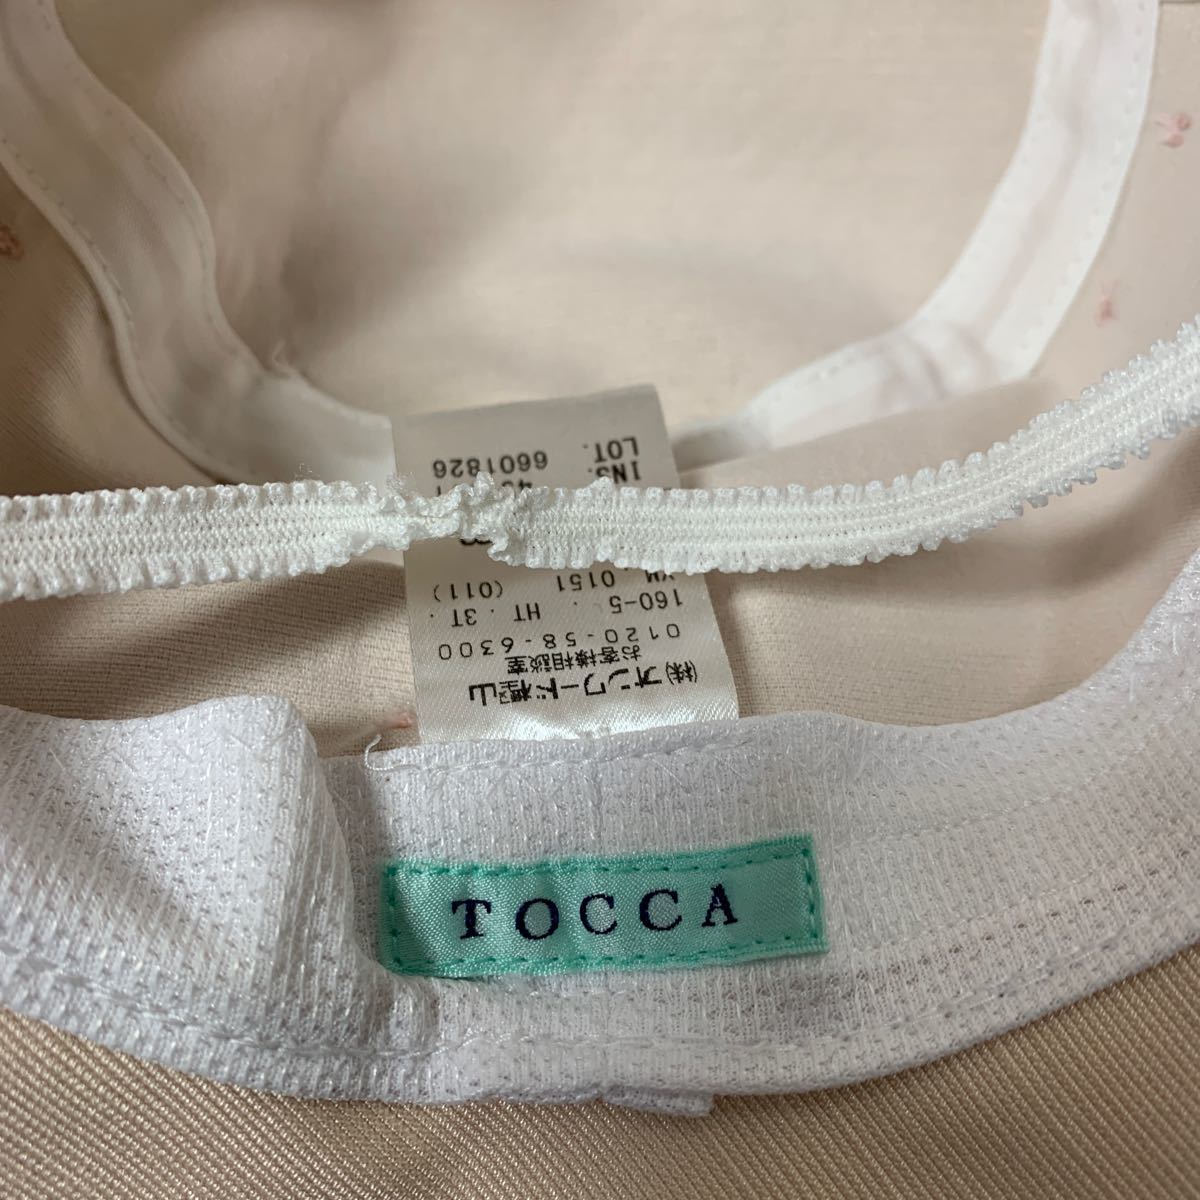 TOCCA
(株)オンワード樫山
お客様相談室
0120-58-6300
160-5 . HT . 3T.
0151 (011)
INS. 
LOT. 6601826